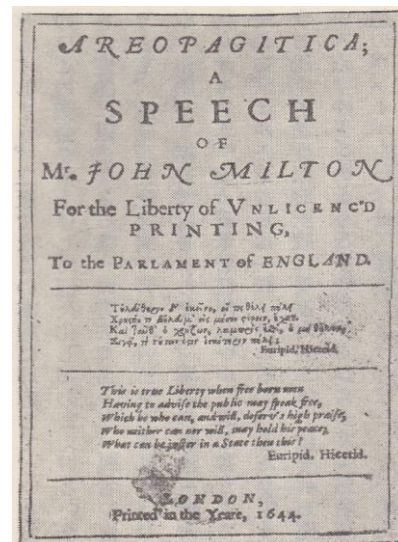 AREOPAGITICA;
A
SPEECH
OF
Mr. JOHN MILTON
For the Liberty of VNLICENC'D
PRINTING,
To the PARLAMENT of ENGLAND.
Euripid. Hicetid.
This is true Liberty when free born men
Having to advise the public may speak free,
Which he who can, and will, deserv's high praise,
Who neither can nor will, may hold his peace;
What can be juster in a State then this?
Euripid. Hicetid.
LONDON,
Printed in the Yeare, 1644.